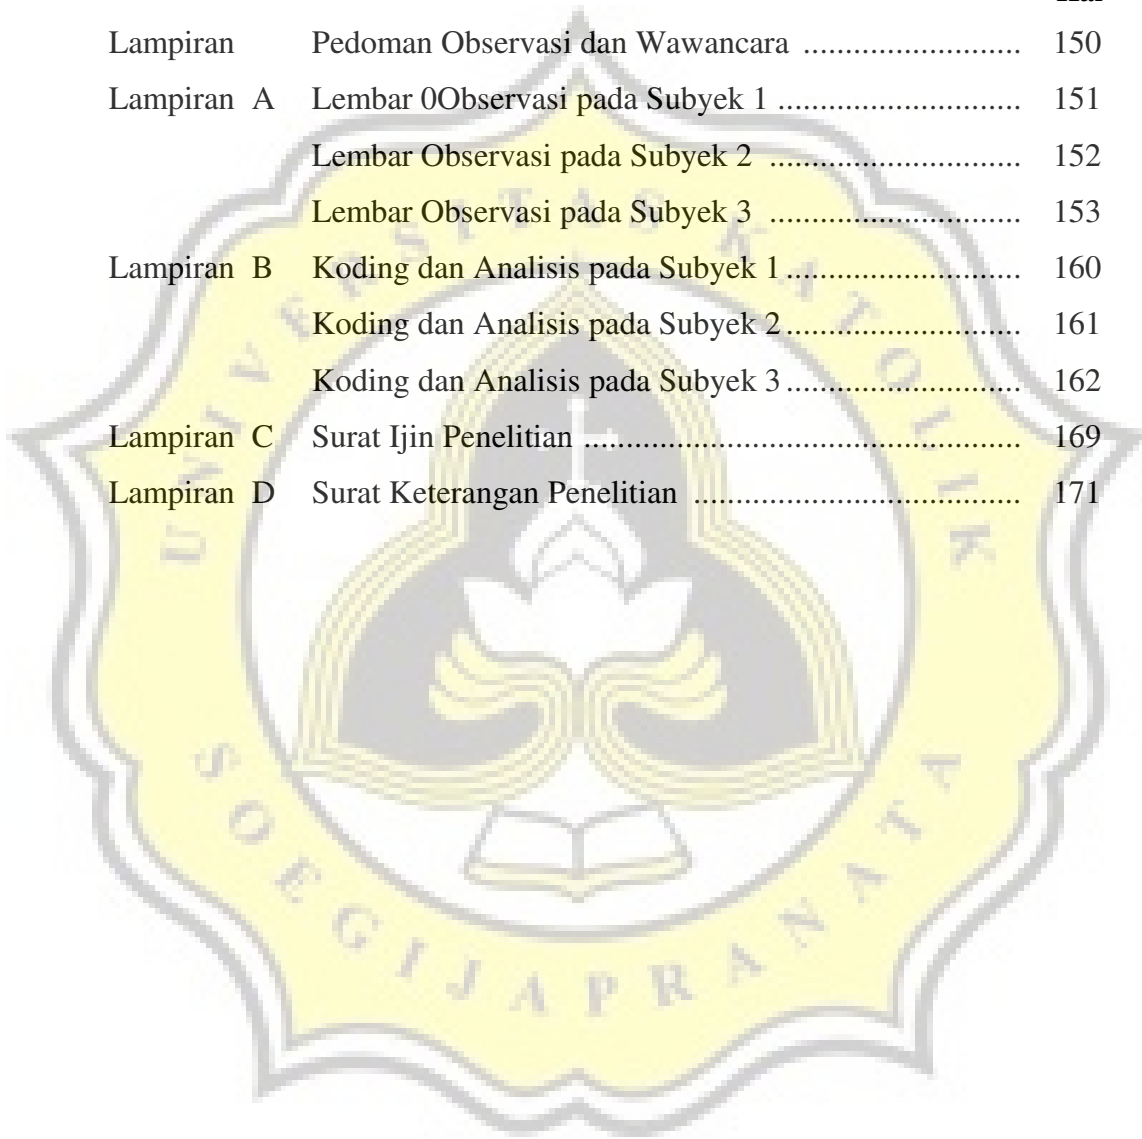 Hal
Lampiran Pedoman Observasi dan Wawancara .......................... 150
Lampiran A Lembar 0Observasi pada Subyek 1 ............................. 151
Lembar Observasi pada Subyek 2 .............................. 152
Lembar Observasi pada Subyek 3 .............................. 153
Lampiran B Koding dan Analisis pada Subyek 1 ............................ 160
Koding dan Analisis pada Subyek 2 ............................ 161
Koding dan Analisis pada Subyek 3 ............................ 162
Lampiran C Surat Ijin Penelitian ..................................................... 169
Lampiran D Surat Keterangan Penelitian ....................................... 171
UNIVERSITAS KATOLIK
SOEGIJAPRANATA